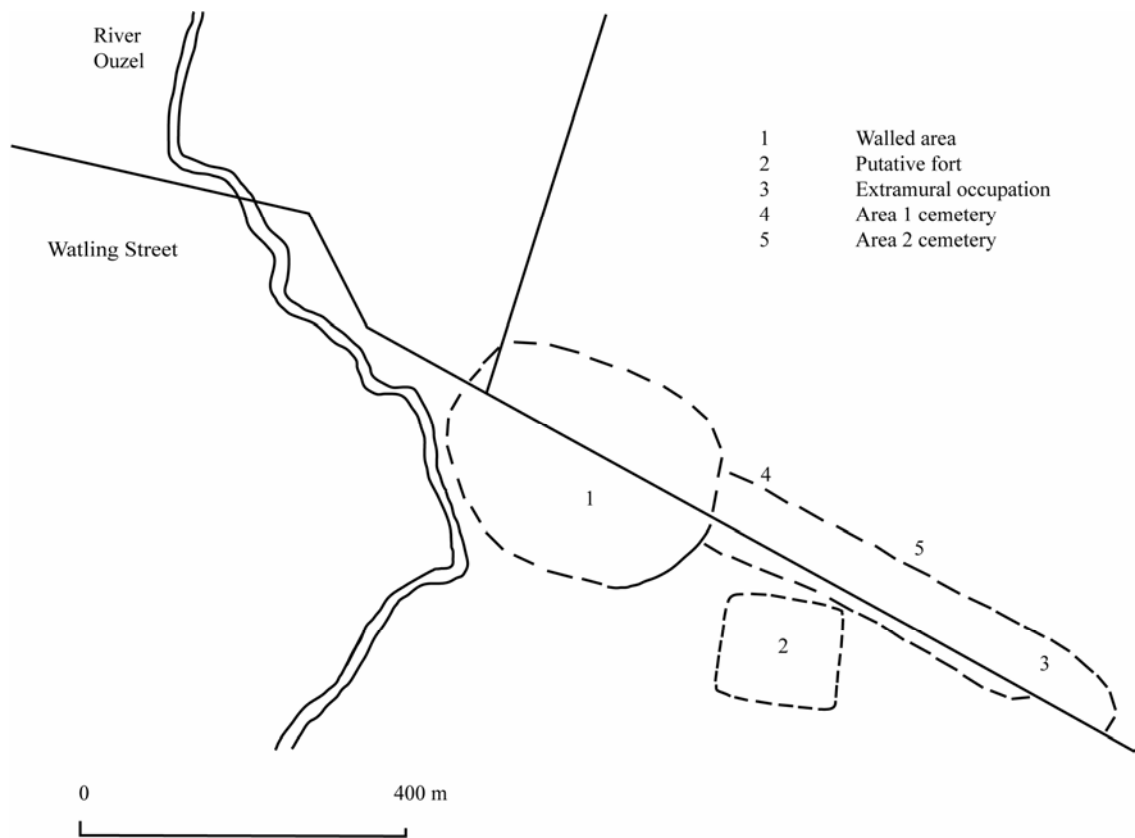 River
Ouzel
1 Walled area
2 Putative fort
3 Extramural occupation
4 Area 1 cemetery
5 Area 2 cemetery
Watling Street
4
1
5
2
3
0 400 m